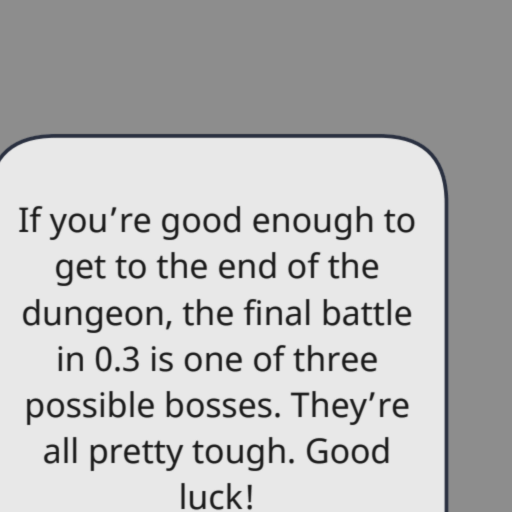 If you’re good enough to
get to the end of the
dungeon, the final battle
in 0.3 is one of three
possible bosses. They’re
all pretty tough. Good
luck!